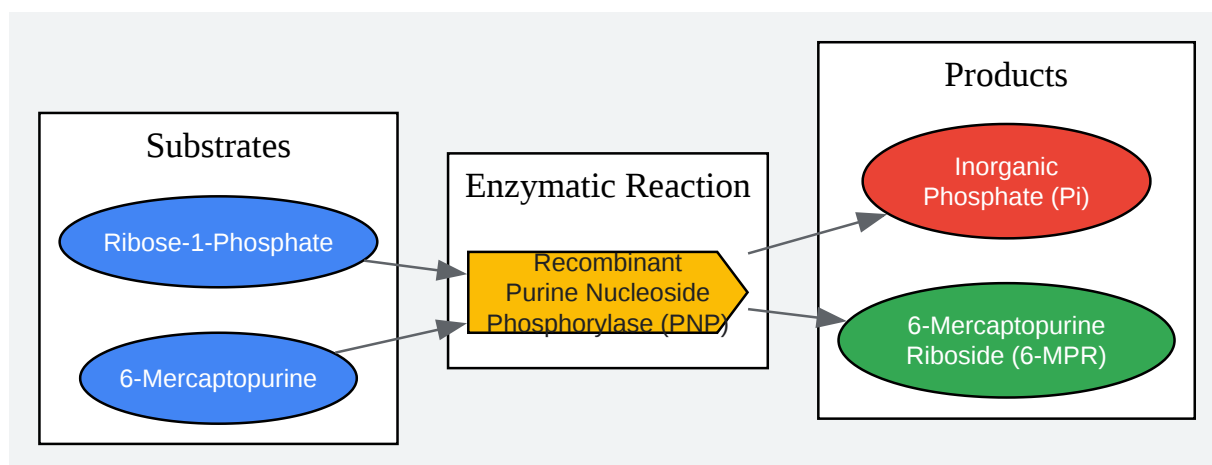 Substrates
Ribose-1-Phosphate
6-Mercaptopurine
Enzymatic Reaction
Recombinant
Purine Nucleoside
Phosphorylase (PNP)
Products
Inorganic
Phosphate (Pi)
6-Mercaptopurine
Riboside (6-MPR)